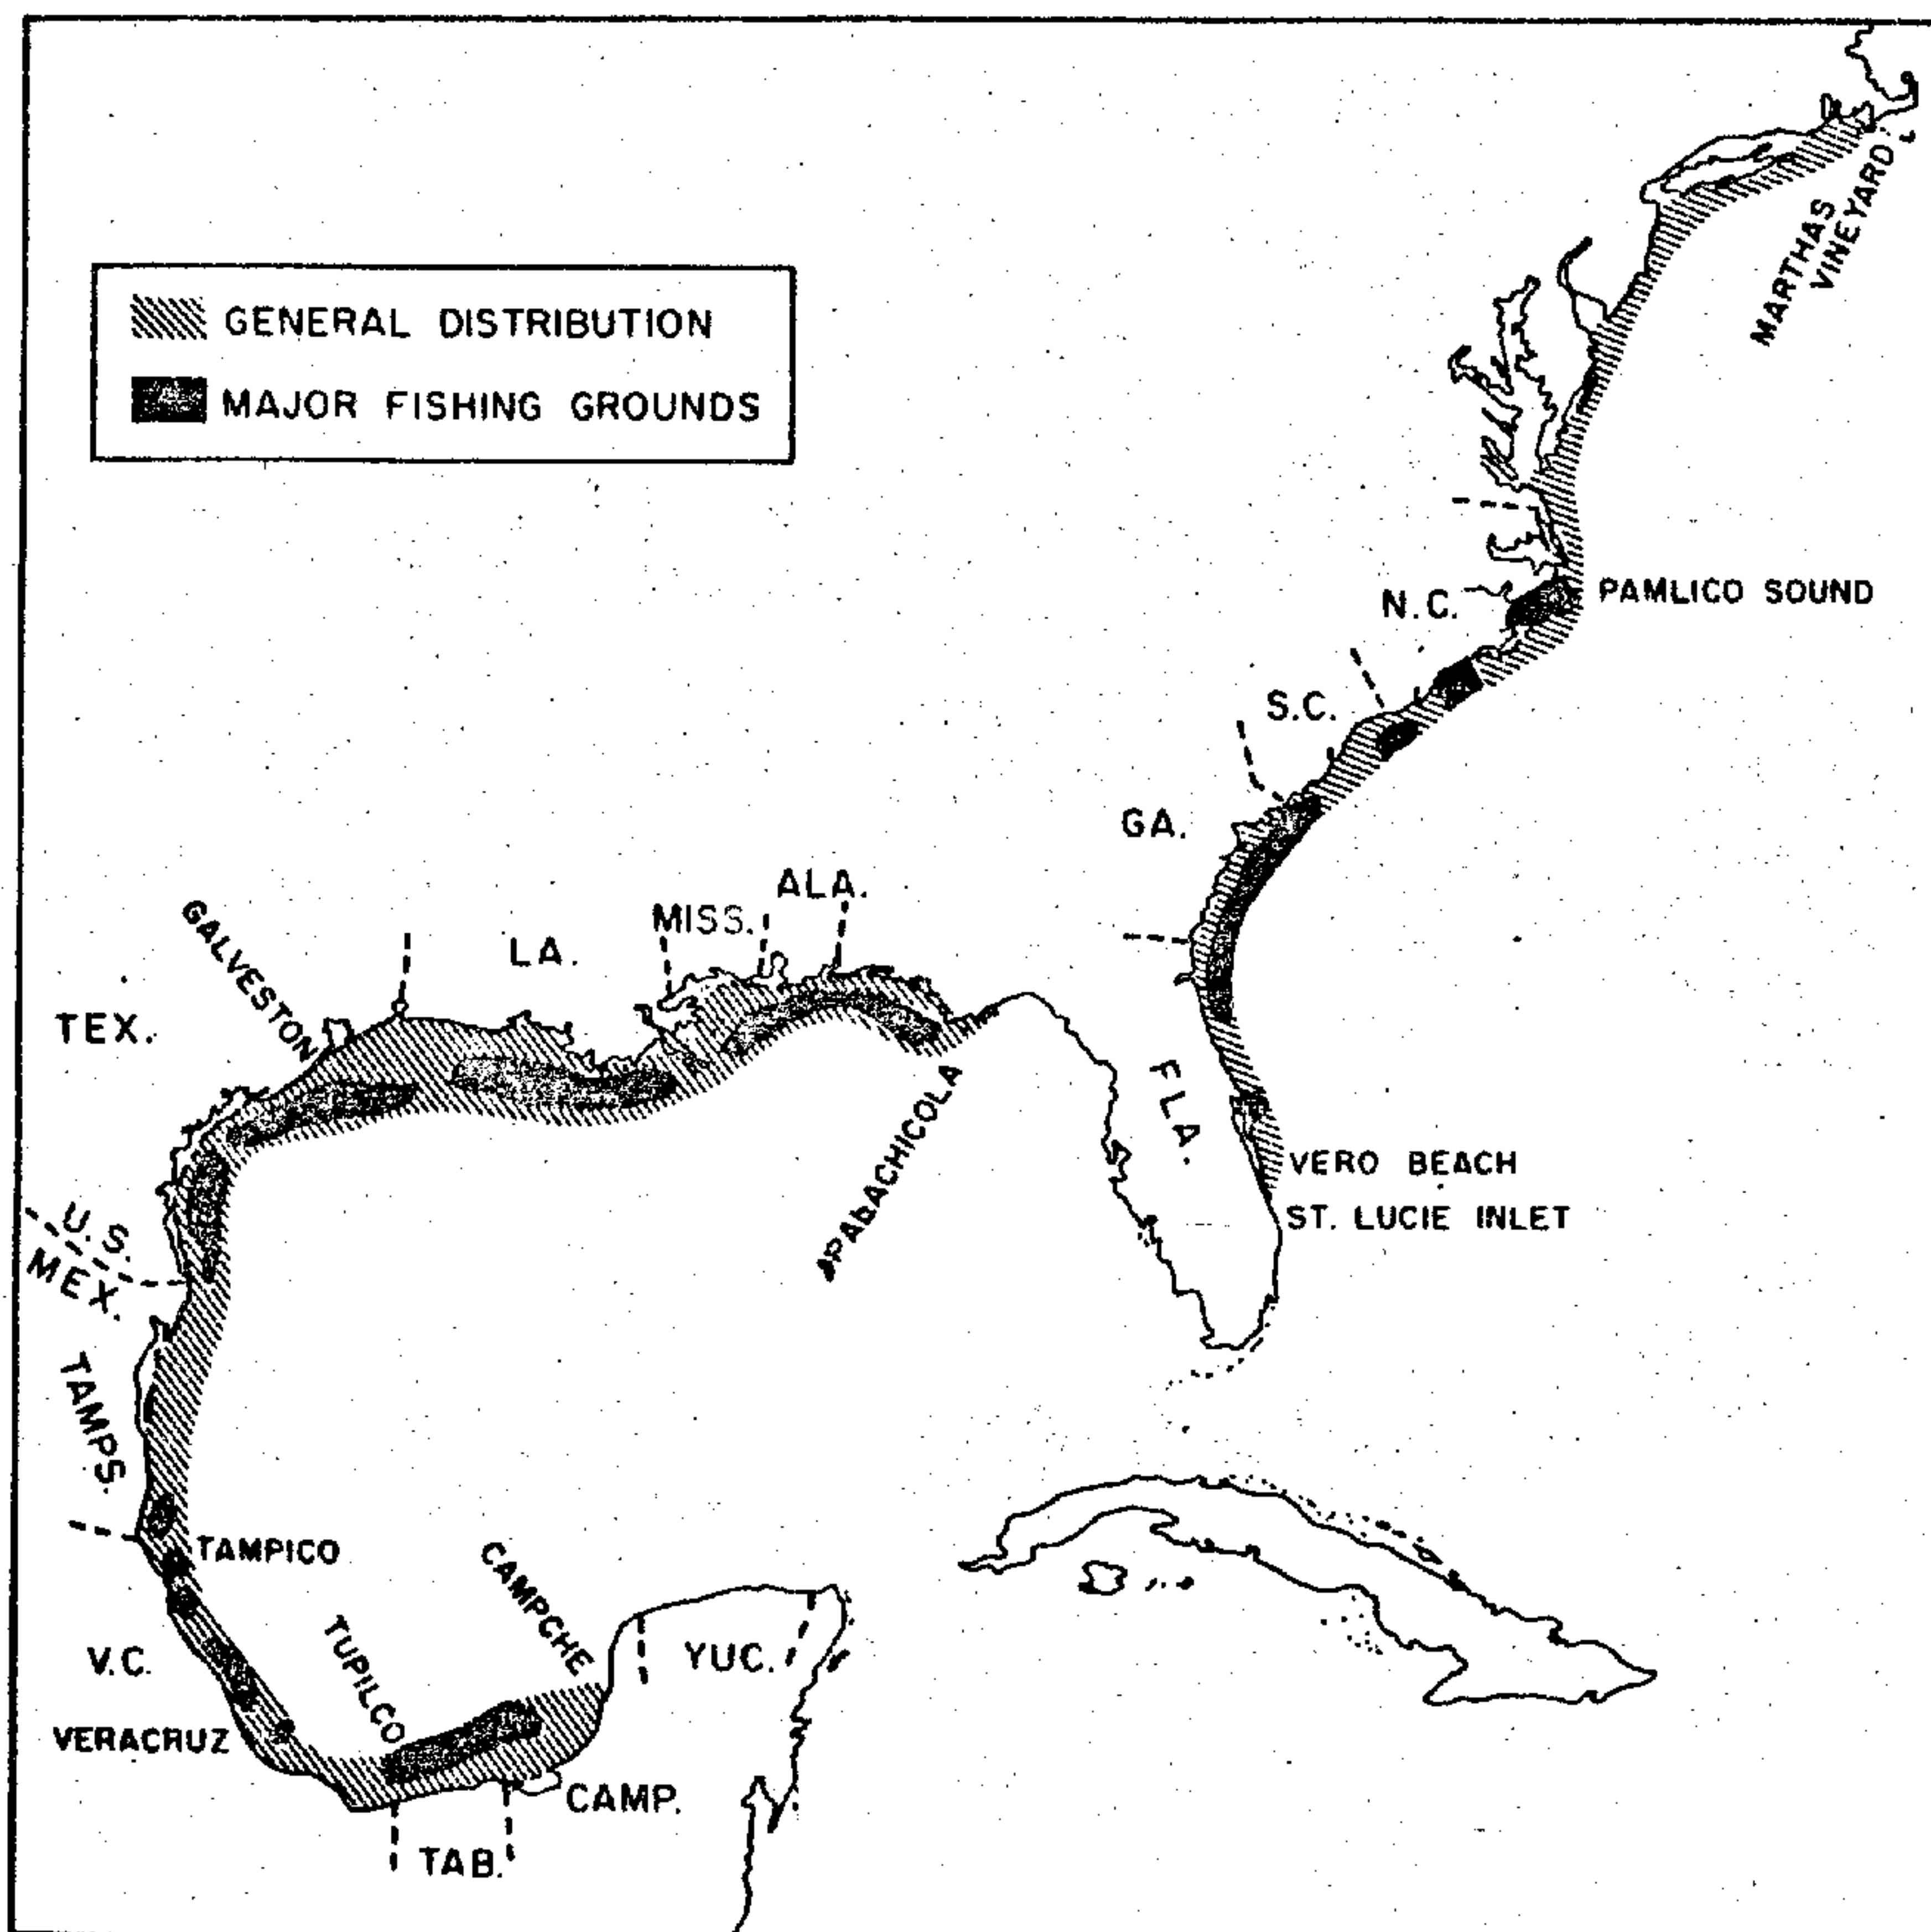 GENERAL DISTRIBUTION
MAJOR FISHING GROUNDS
MARTHAS
VINEYARD
PAMLICO SOUND
N.C.
S.C.
GA.
ALA.
MISS.
LA.
GALVESTON
TEX.
FLA.
APALACHICOLA
VERO BEACH
ST. LUCIE INLET
U.S.
MEX.
TAMPS.
TAMPICO
CAMPCHE
TUPILCO
V.C.
YUC.
VERACRUZ
CAMP.
TAB.